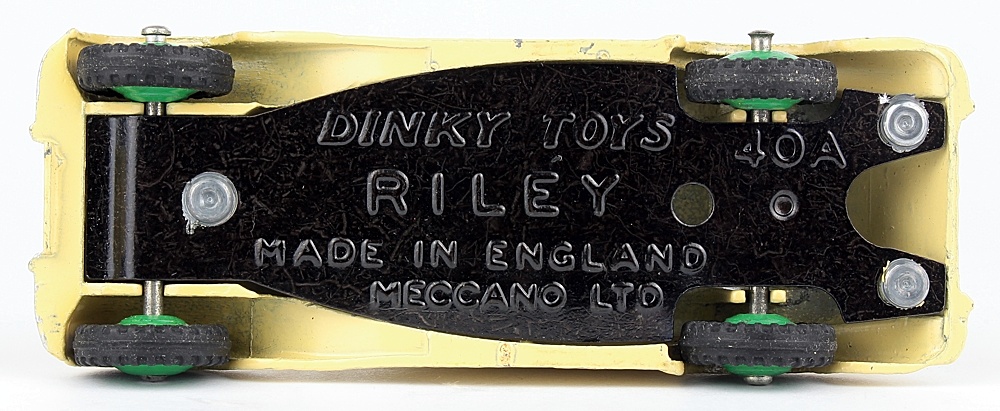 DINKY TOYS
40A
RILEY
MADE IN ENGLAND
MECCANO LTD